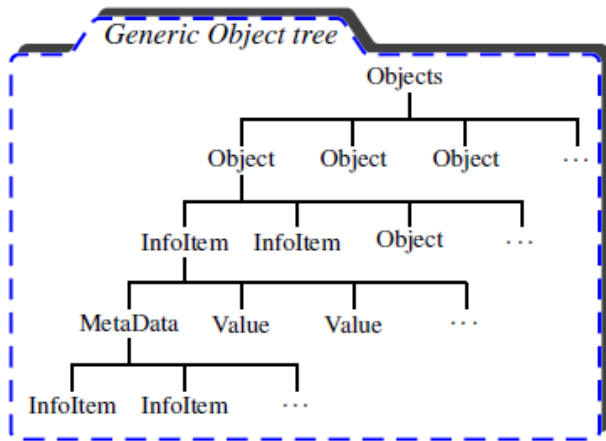 Generic Object tree
Objects
Object Object Object ...
InfoItem InfoItem Object ...
MetaData Value Value ...
InfoItem InfoItem ...